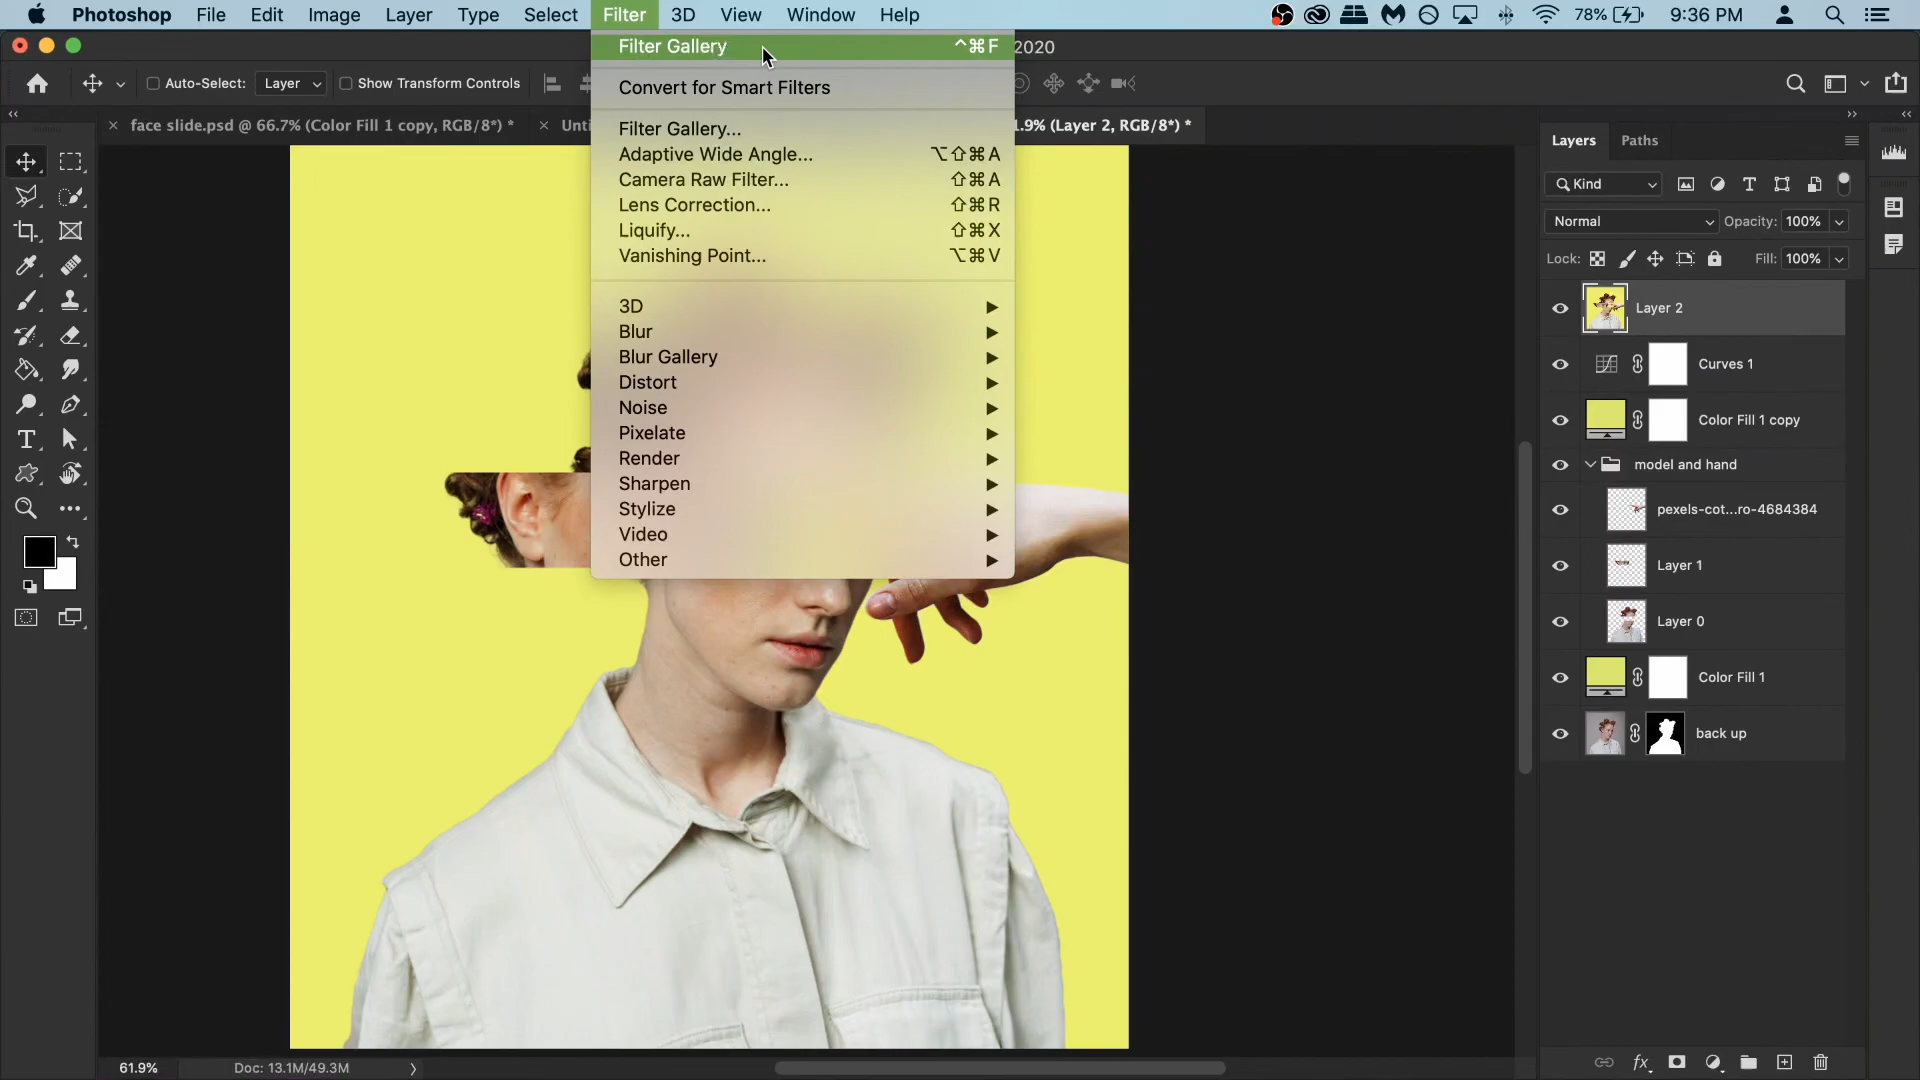 Photoshop File Edit Image Layer Type Select Filter 3D View Window Help 78% 9:36 PM
Filter Gallery ^⌘F
2020
Auto-Select: Layer Show Transform Controls
Convert for Smart Filters
face slide.psd @ 66.7% (Color Fill 1 copy, RGB/8*) *
Unti
1.9% (Layer 2, RGB/8*) *
Filter Gallery...
Adaptive Wide Angle... ⌥⇧⌘A
Camera Raw Filter... ⇧⌘A
Lens Correction... ⇧⌘R
Liquify... ⇧⌘X
Vanishing Point... ⌥⌘V
3D
Blur
Blur Gallery
Distort
Noise
Pixelate
Render
Sharpen
Stylize
Video
Other
Layers Paths
Kind
Normal Opacity: 100%
Lock: Fill: 100%
Layer 2
Curves 1
Color Fill 1 copy
model and hand
pexels-cot...ro-4684384
Layer 1
Layer 0
Color Fill 1
back up
61.9% Doc: 13.1M/49.3M